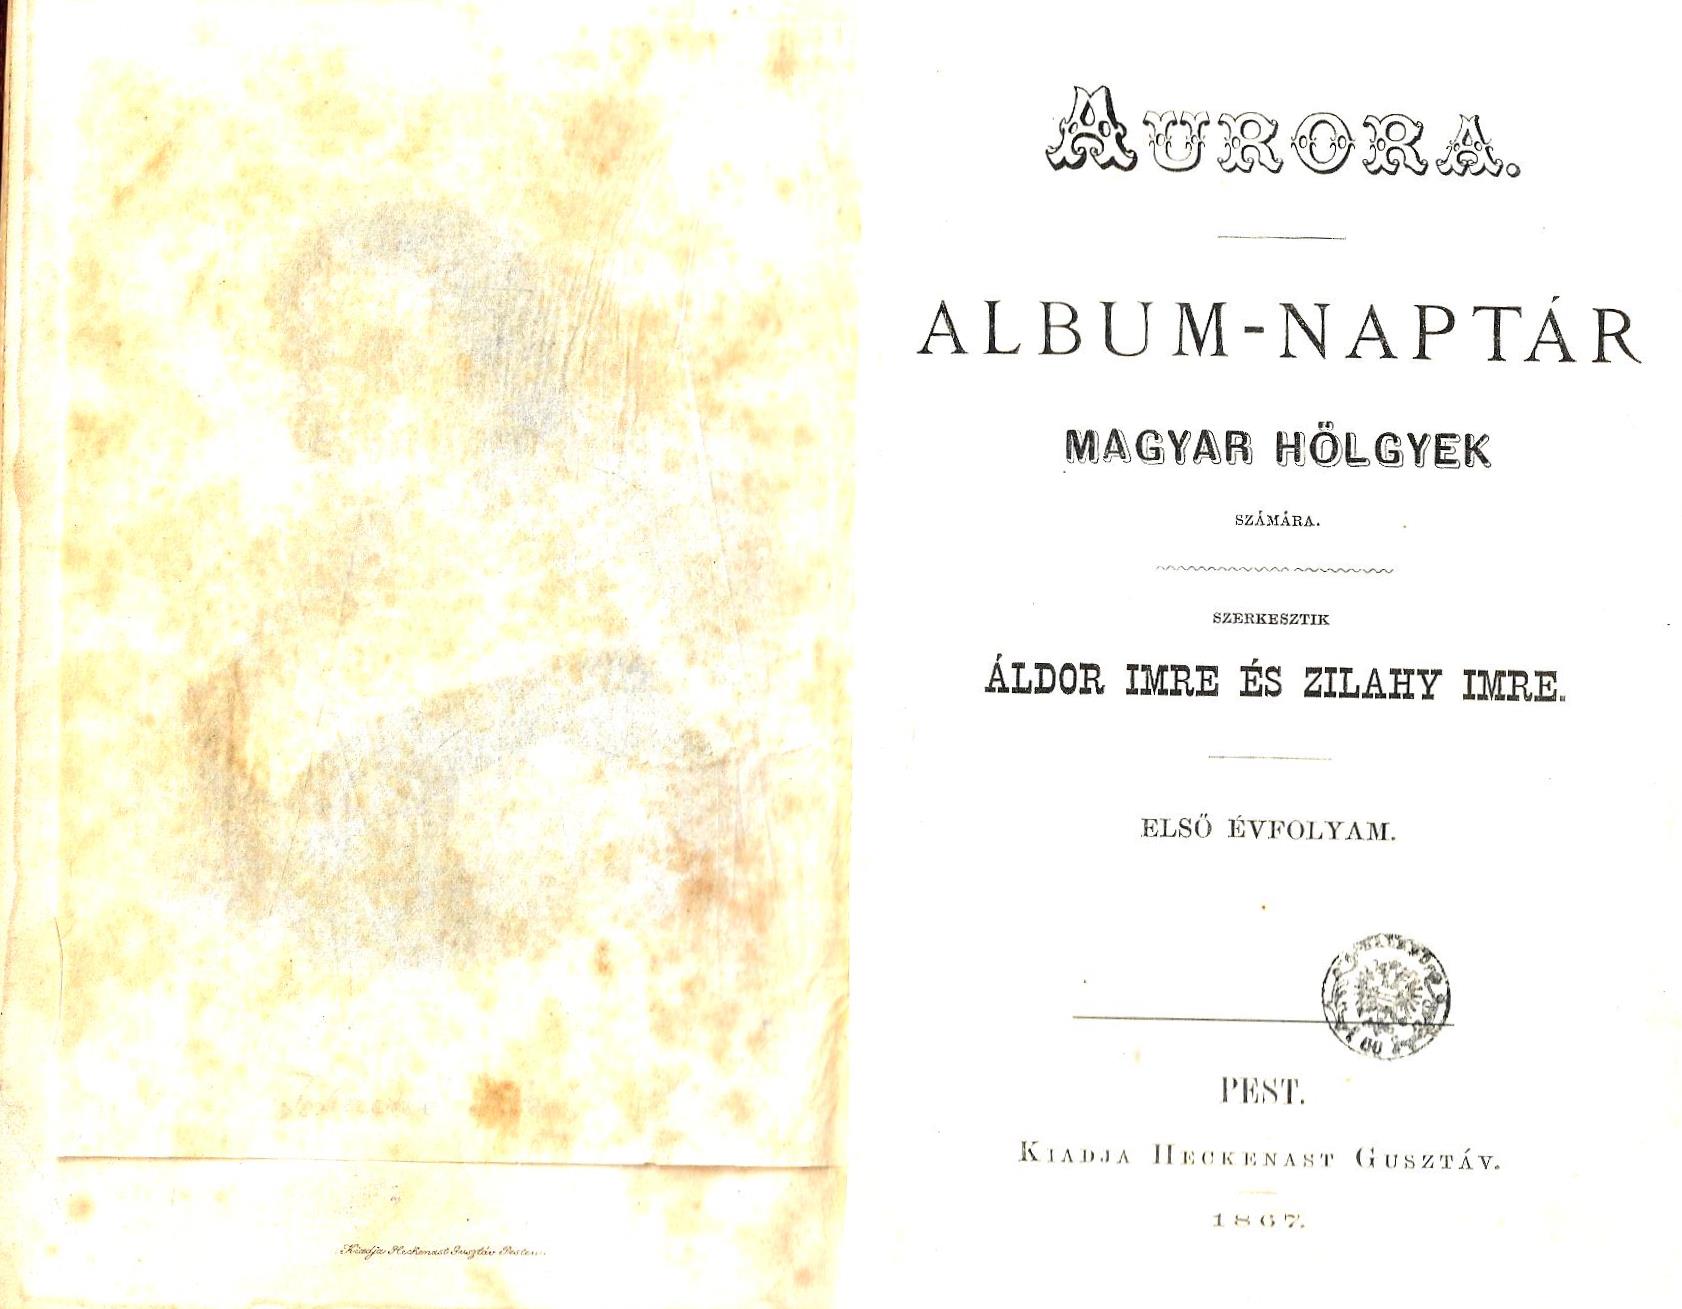 Kiadja Heckenast Gusztáv Pesten.
AURORA.
ALBUM-NAPTÁR
MAGYAR HÖLGYEK
SZÁMÁRA.
SZERKESZTIK
ÁLDOR IMRE ÉS ZILAHY IMRE.
ELSŐ ÉVFOLYAM.
PEST.
KIADJA HECKENAST GUSZTÁV.
1867.